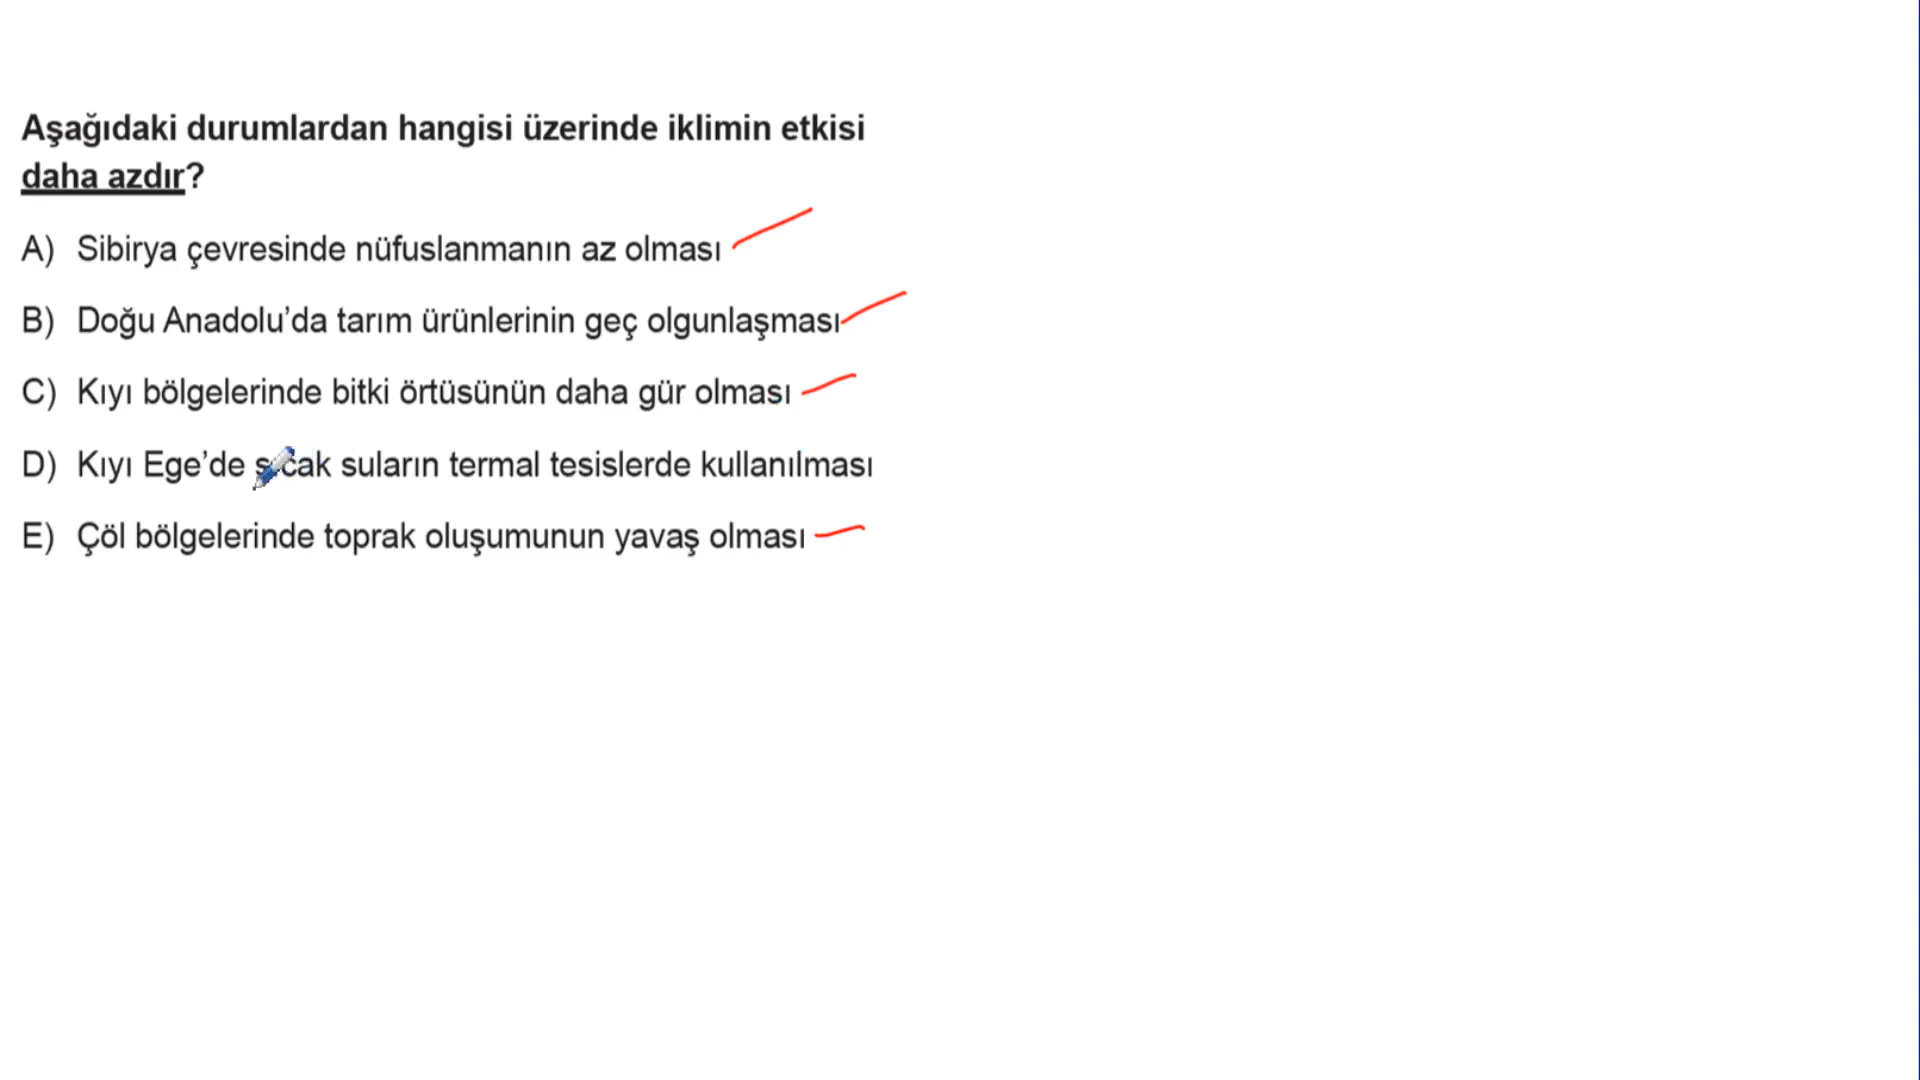 Aşağıdaki durumlardan hangisi üzerinde iklimin etkisi
daha azdır?
A) Sibirya çevresinde nüfuslanmanın az olması
B) Doğu Anadolu’da tarım ürünlerinin geç olgunlaşması
C) Kıyı bölgelerinde bitki örtüsünün daha gür olması
D) Kıyı Ege’de sıcak suların termal tesislerde kullanılması
E) Çöl bölgelerinde toprak oluşumunun yavaş olması